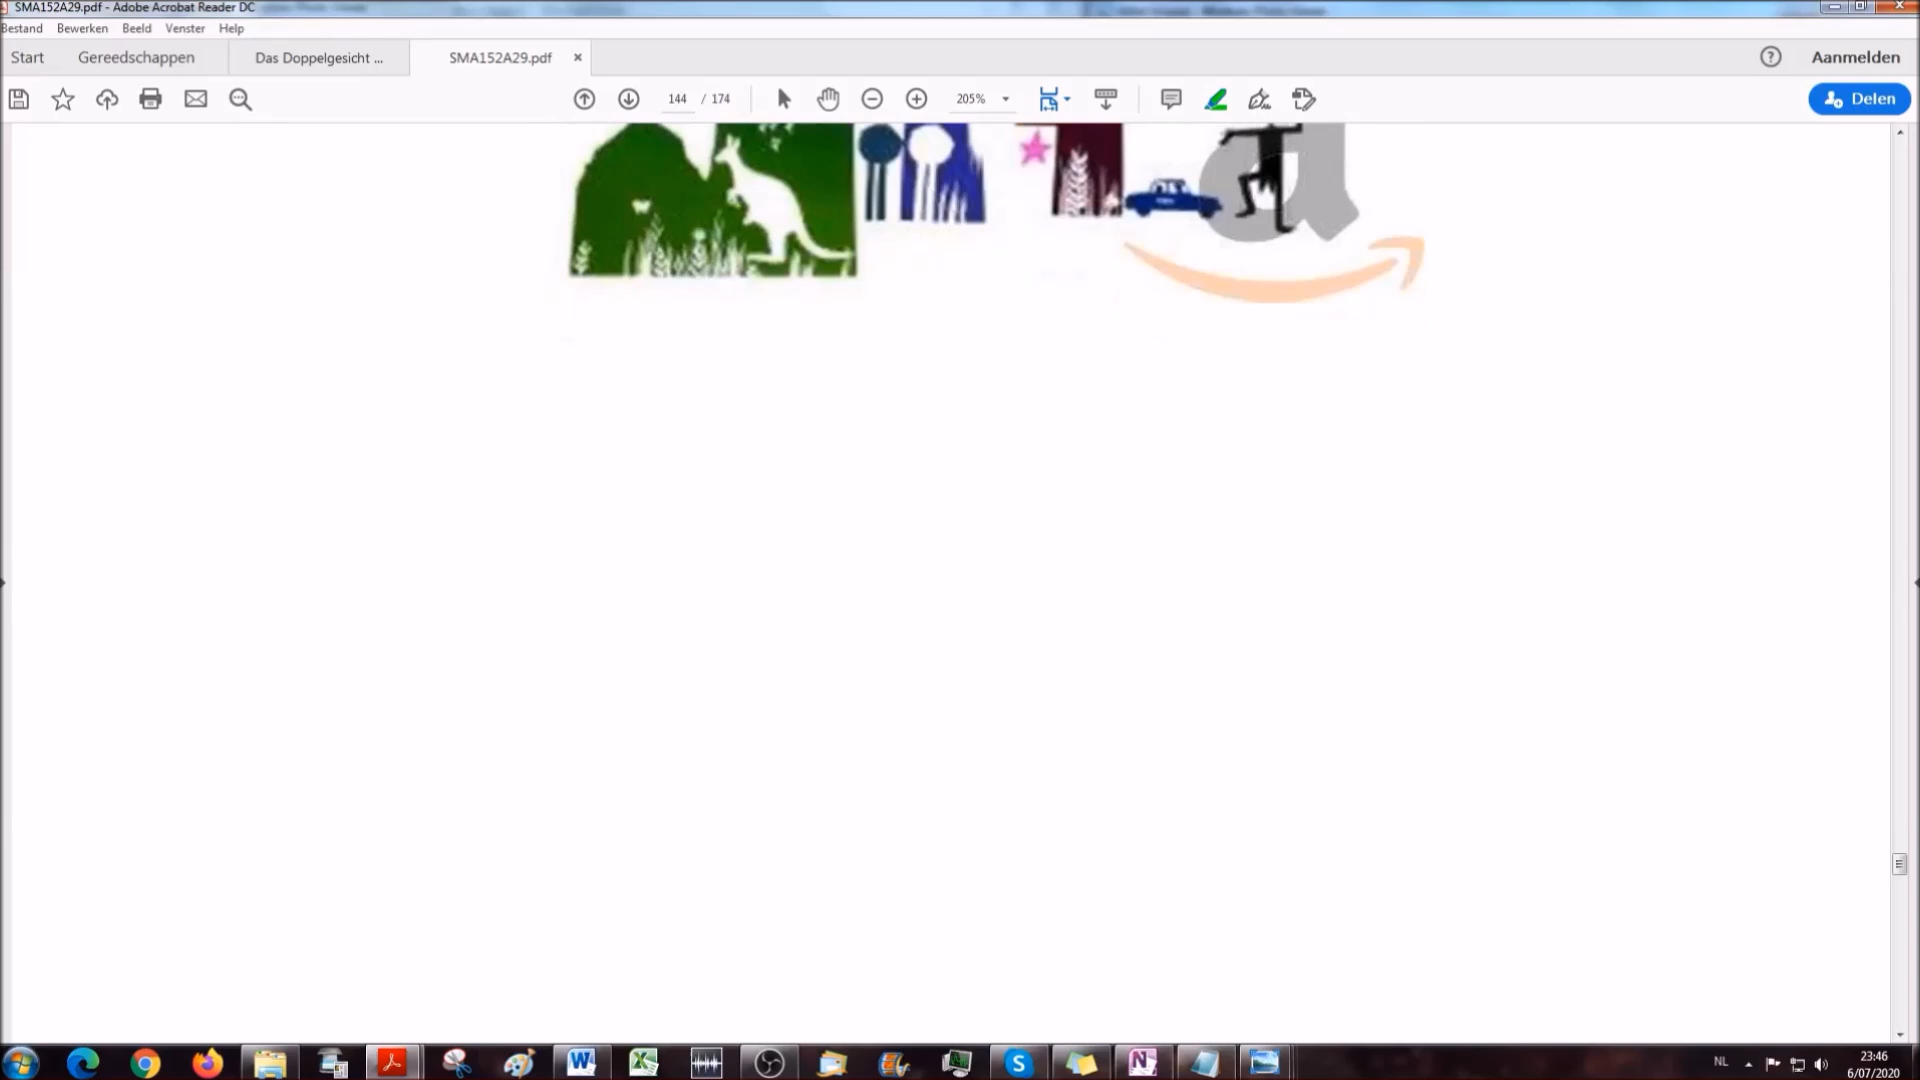 SMA152A29.pdf - Adobe Acrobat Reader DC
Bestand Bewerken Beeld Venster Help
Start Gereedschappen Das Doppelgesicht ... SMA152A29.pdf × Aanmelden
144 / 174 205% Delen
a
NL 23:46
6/07/2020